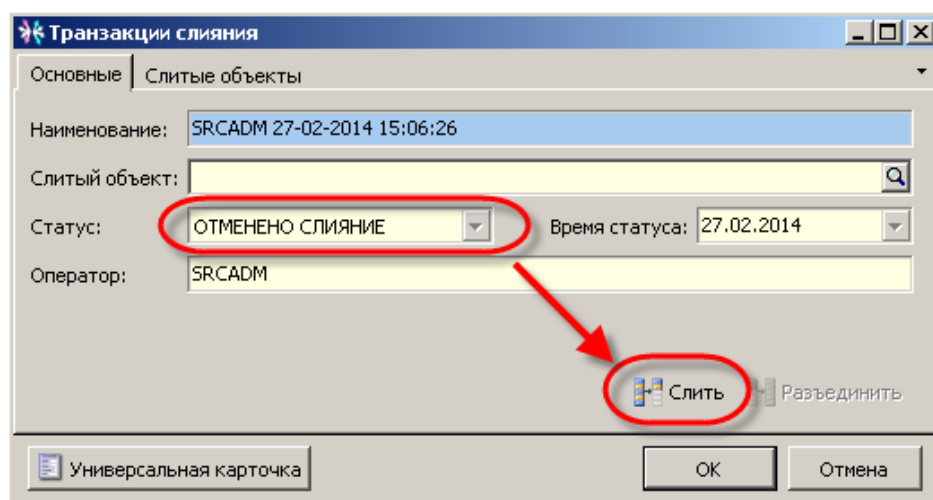 Транзакции слияния
Основные Слитые объекты
Наименование: SRCADM 27-02-2014 15:06:26
Слитый объект:
Статус: ОТМЕНЕНО СЛИЯНИЕ Время статуса: 27.02.2014
Оператор: SRCADM
Слить Разъединить
Универсальная карточка OK Отмена